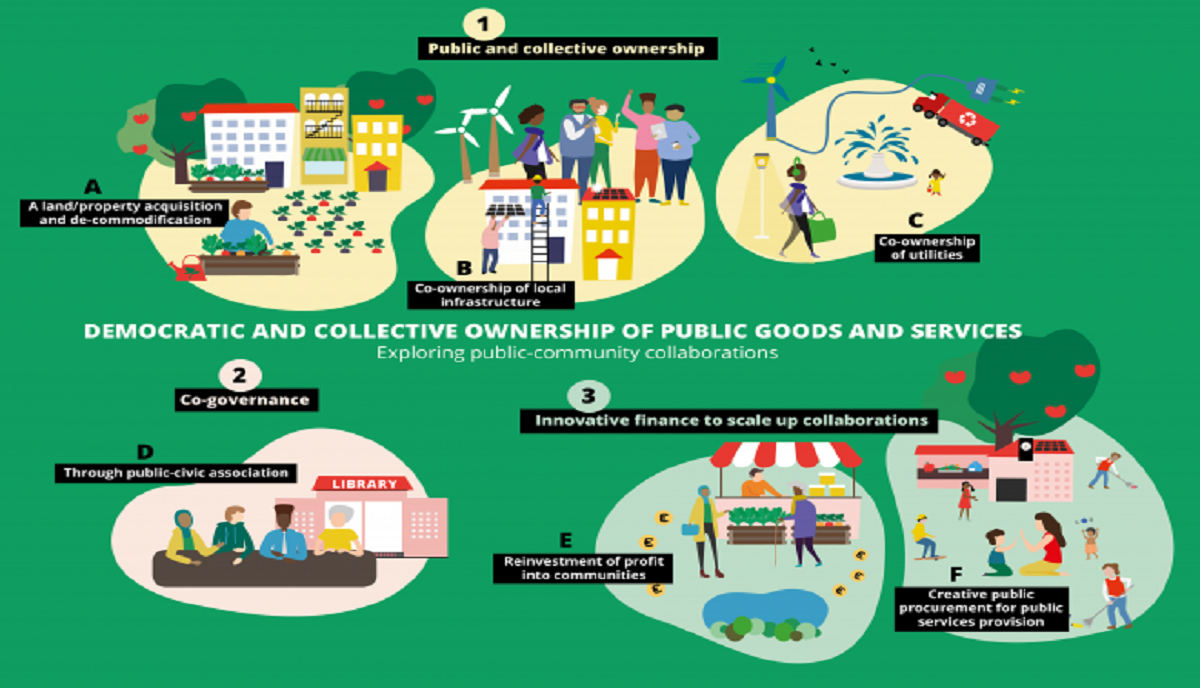 1
Public and collective ownership
A
A land/property acquisition
and de-commodification
B
Co-ownership of local
infrastructure
C
Co-ownership
of utilities
DEMOCRATIC AND COLLECTIVE OWNERSHIP OF PUBLIC GOODS AND SERVICES
Exploring public-community collaborations
2
Co-governance
D
Through public-civic association
LIBRARY
3
Innovative finance to scale up collaborations
E
Reinvestment of profit
into communities
F
Creative public
procurement for public
services provision